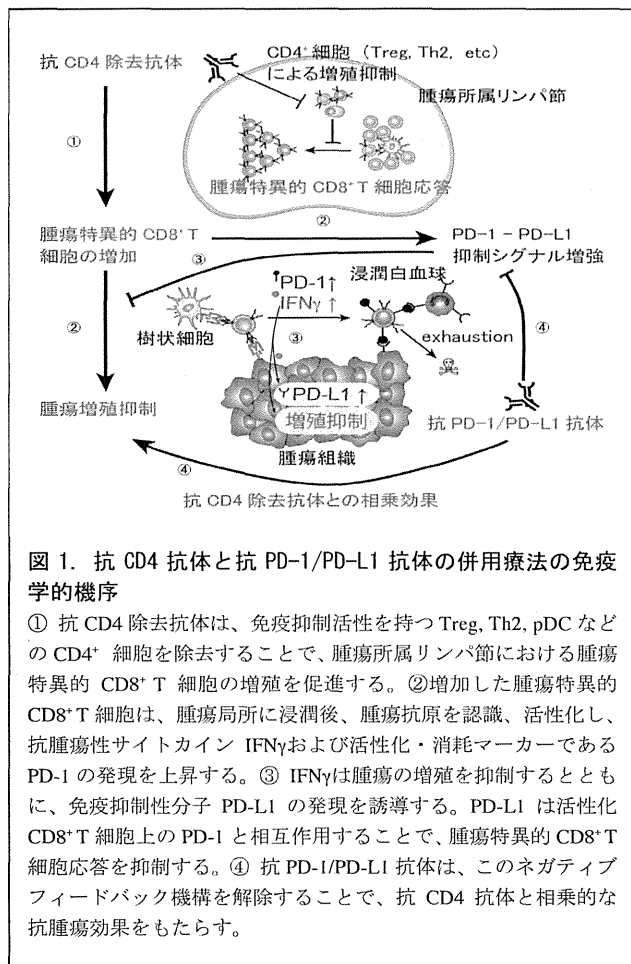 抗 CD4 除去抗体
CD4⁺ 細胞 (Treg, Th2, etc)
による増殖抑制
腫瘍所属リンパ節
①
腫瘍特異的 CD8⁺ T 細胞応答
②
腫瘍特異的 CD8⁺ T
細胞の増加
③
PD-1 – PD-L1
抑制シグナル増強
PD-1↑
IFNγ ↑
浸潤白血球
②
樹状細胞
③
exhaustion
④
PD-L1 ↑
増殖抑制
腫瘍増殖抑制
腫瘍組織
抗 PD-1/PD-L1 抗体
④
抗 CD4 除去抗体との相乗効果
図 1. 抗 CD4 抗体と抗 PD-1/PD-L1 抗体の併用療法の免疫
学的機序
① 抗 CD4 除去抗体は、免疫抑制活性を持つ Treg, Th2, pDC など
の CD4⁺ 細胞を除去することで、腫瘍所属リンパ節における腫瘍
特異的 CD8⁺ T 細胞の増殖を促進する。②増加した腫瘍特異的
CD8⁺ T 細胞は、腫瘍局所に浸潤後、腫瘍抗原を認識、活性化し、
抗腫瘍性サイトカイン IFNγおよび活性化・消耗マーカーである
PD-1 の発現を上昇する。③ IFNγは腫瘍の増殖を抑制するととも
に、免疫抑制性分子 PD-L1 の発現を誘導する。PD-L1 は活性化
CD8⁺ T 細胞上の PD-1 と相互作用することで、腫瘍特異的 CD8⁺ T
細胞応答を抑制する。④ 抗 PD-1/PD-L1 抗体は、このネガティブ
フィードバック機構を解除することで、抗 CD4 抗体と相乗的な
抗腫瘍効果をもたらす。